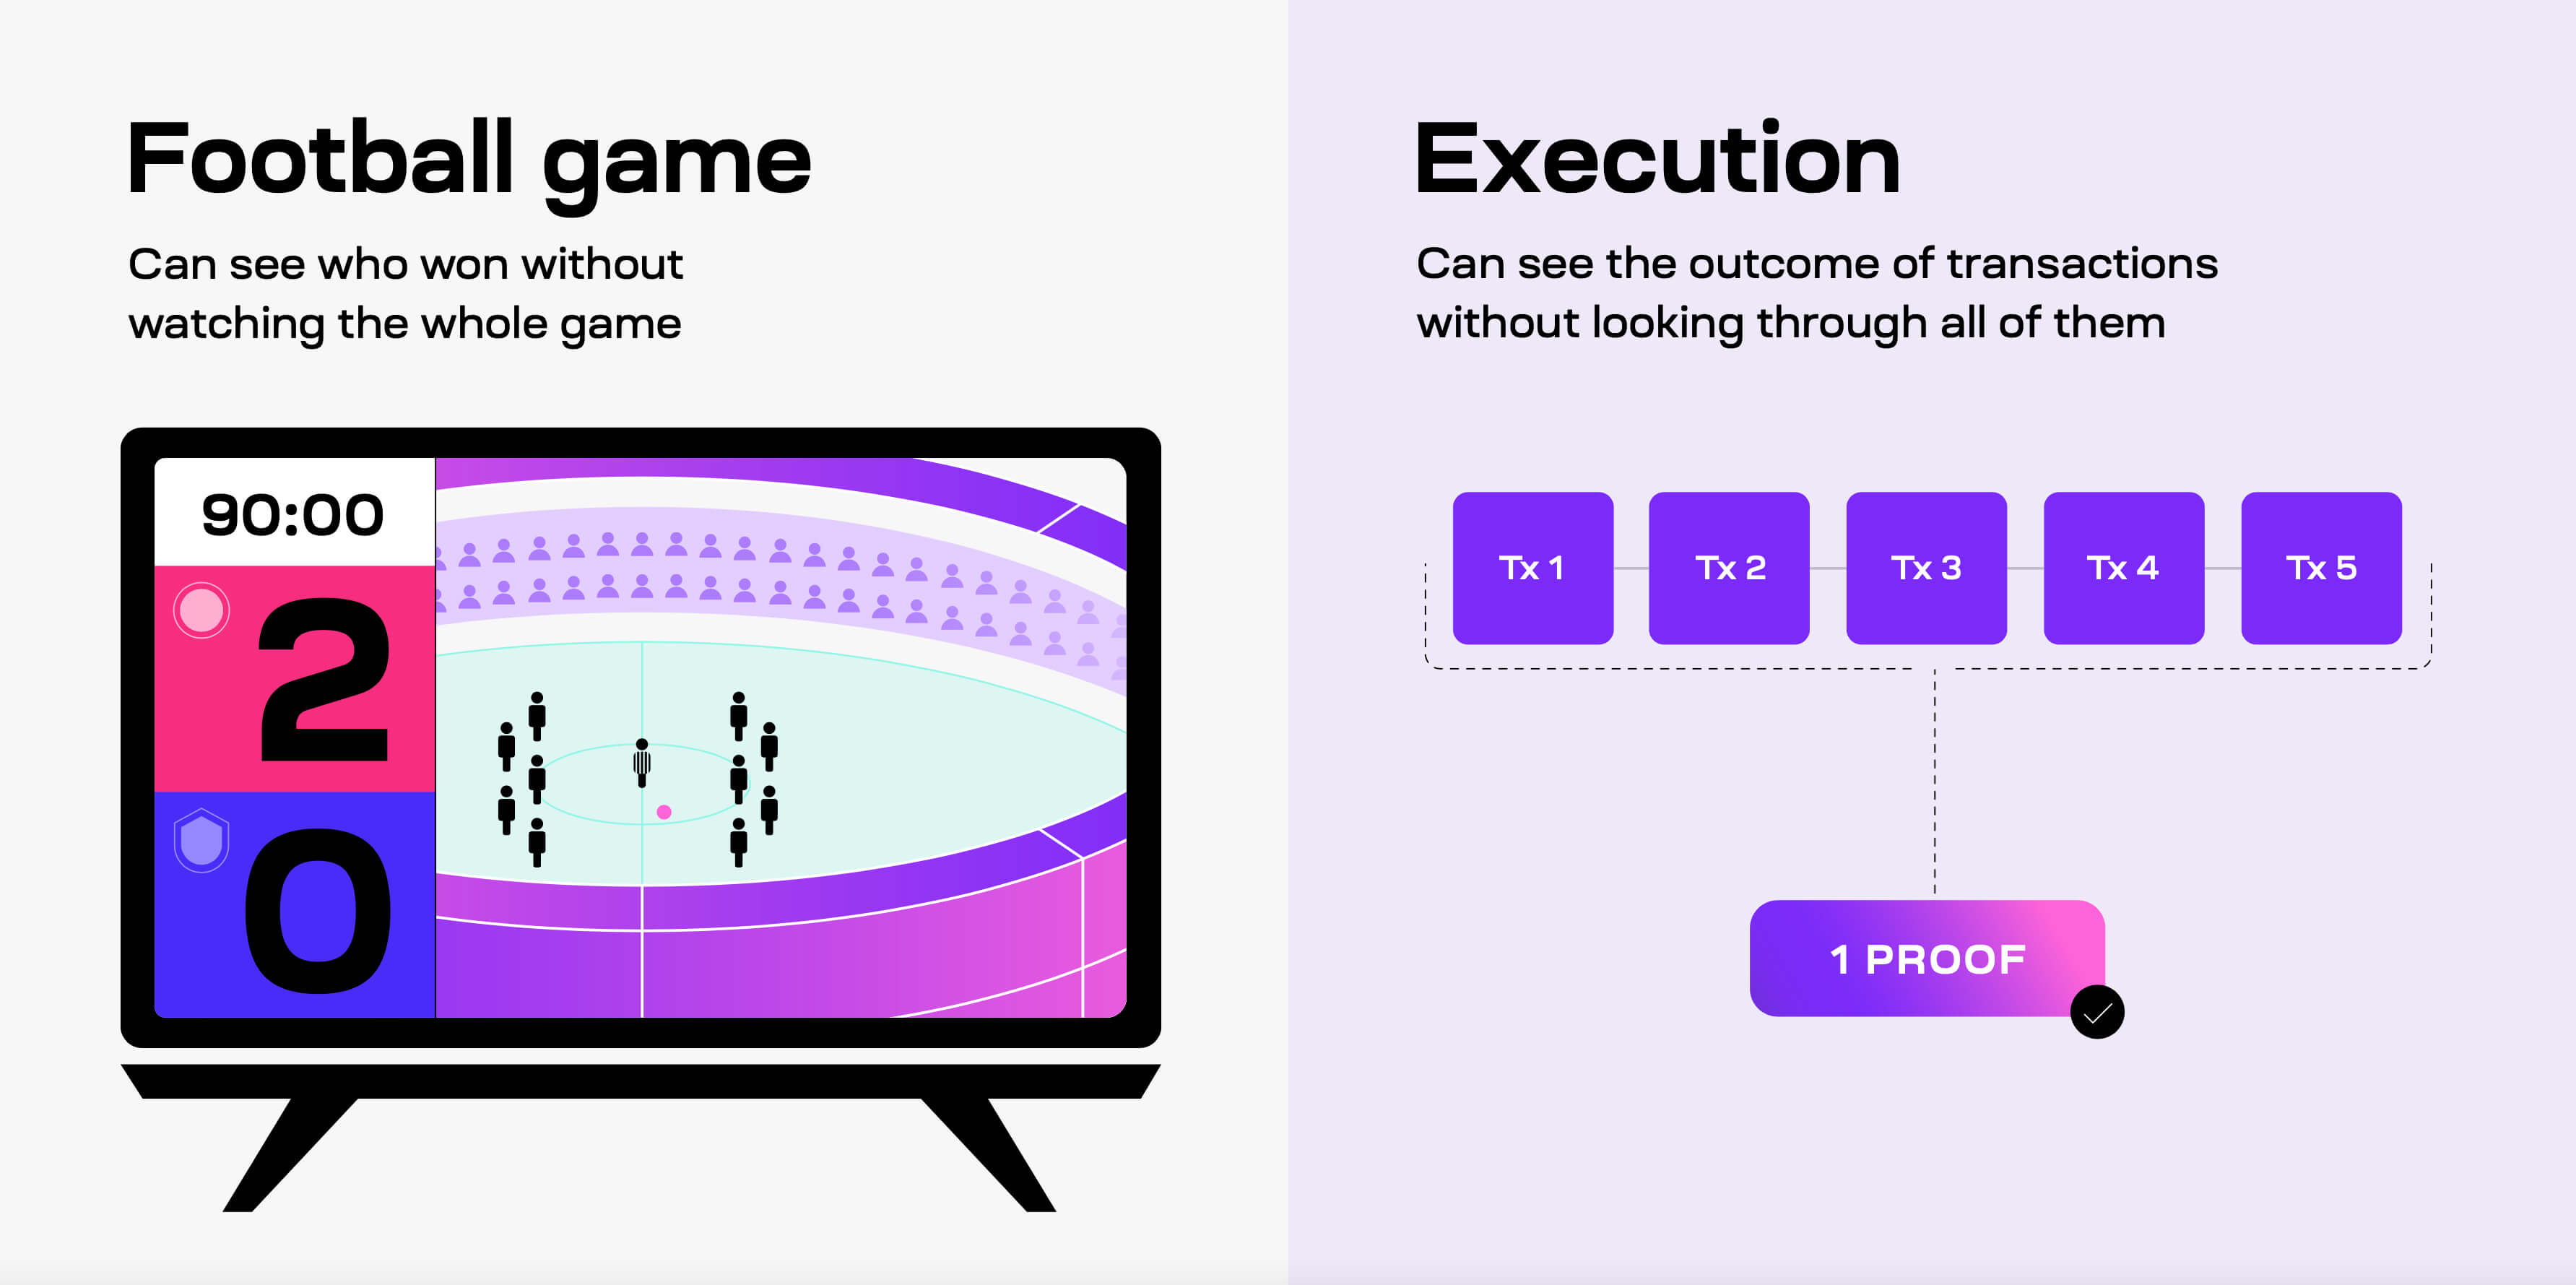 Football game
Can see who won without
watching the whole game
90:00
2
0
Execution
Can see the outcome of transactions
without looking through all of them
Tx 1
Tx 2
Tx 3
Tx 4
Tx 5
1 PROOF